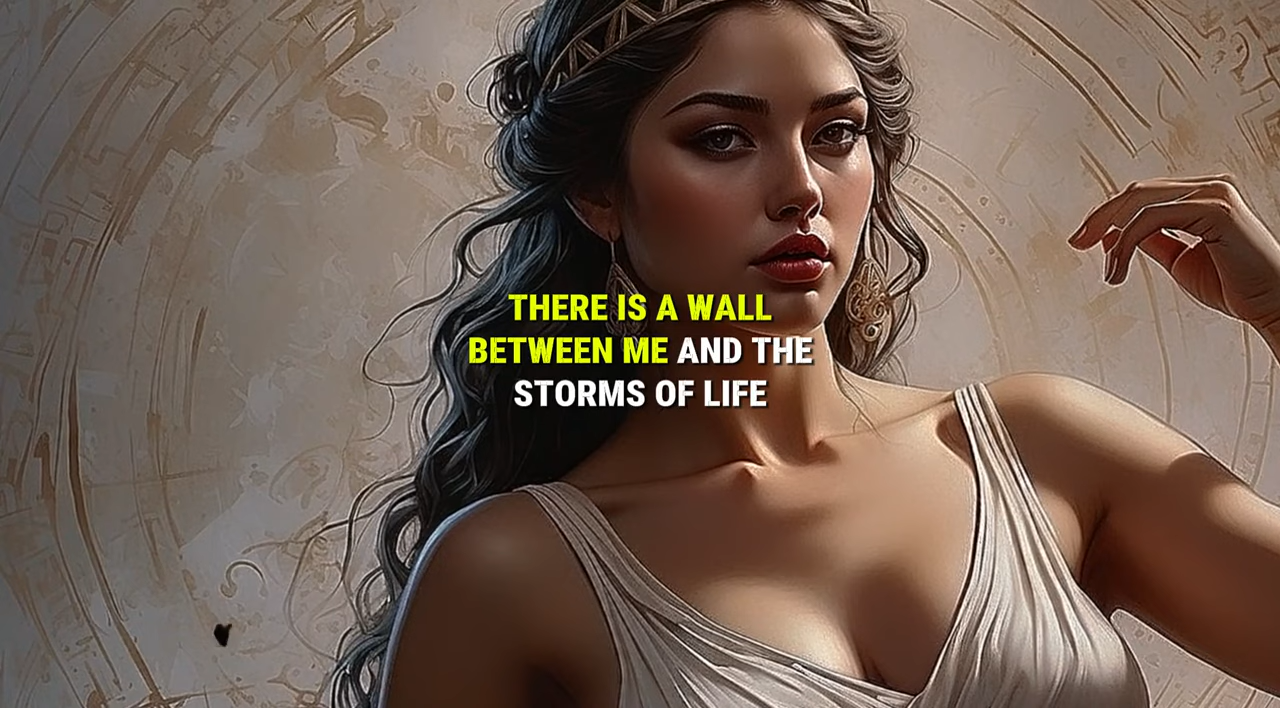 THERE IS A WALL
BETWEEN ME AND THE
STORMS OF LIFE